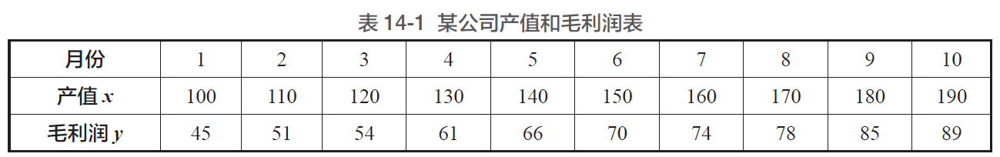 表 14-1 某公司产值和毛利润表
月份 1 2 3 4 5 6 7 8 9 10
产值 x 100 110 120 130 140 150 160 170 180 190
毛利润 y 45 51 54 61 66 70 74 78 85 89